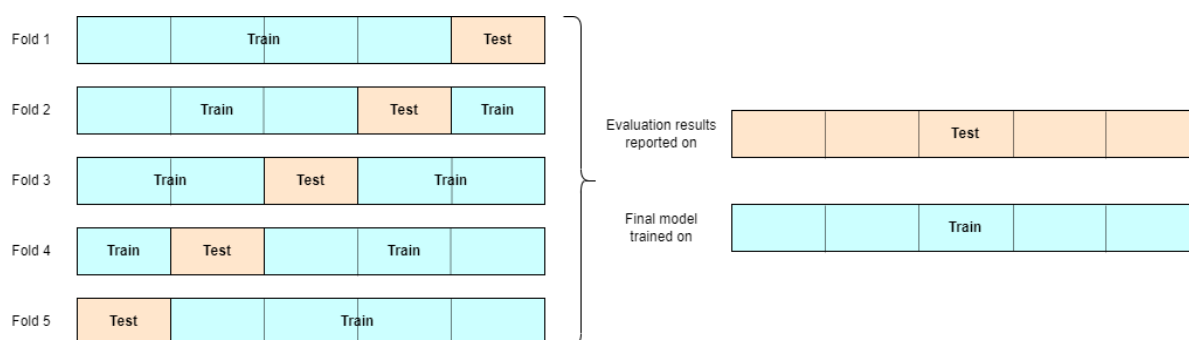 Fold 1
Train
Test
Fold 2
Train
Test
Train
Fold 3
Train
Test
Train
Fold 4
Train
Test
Train
Fold 5
Test
Train
Evaluation results
reported on
Test
Final model
trained on
Train